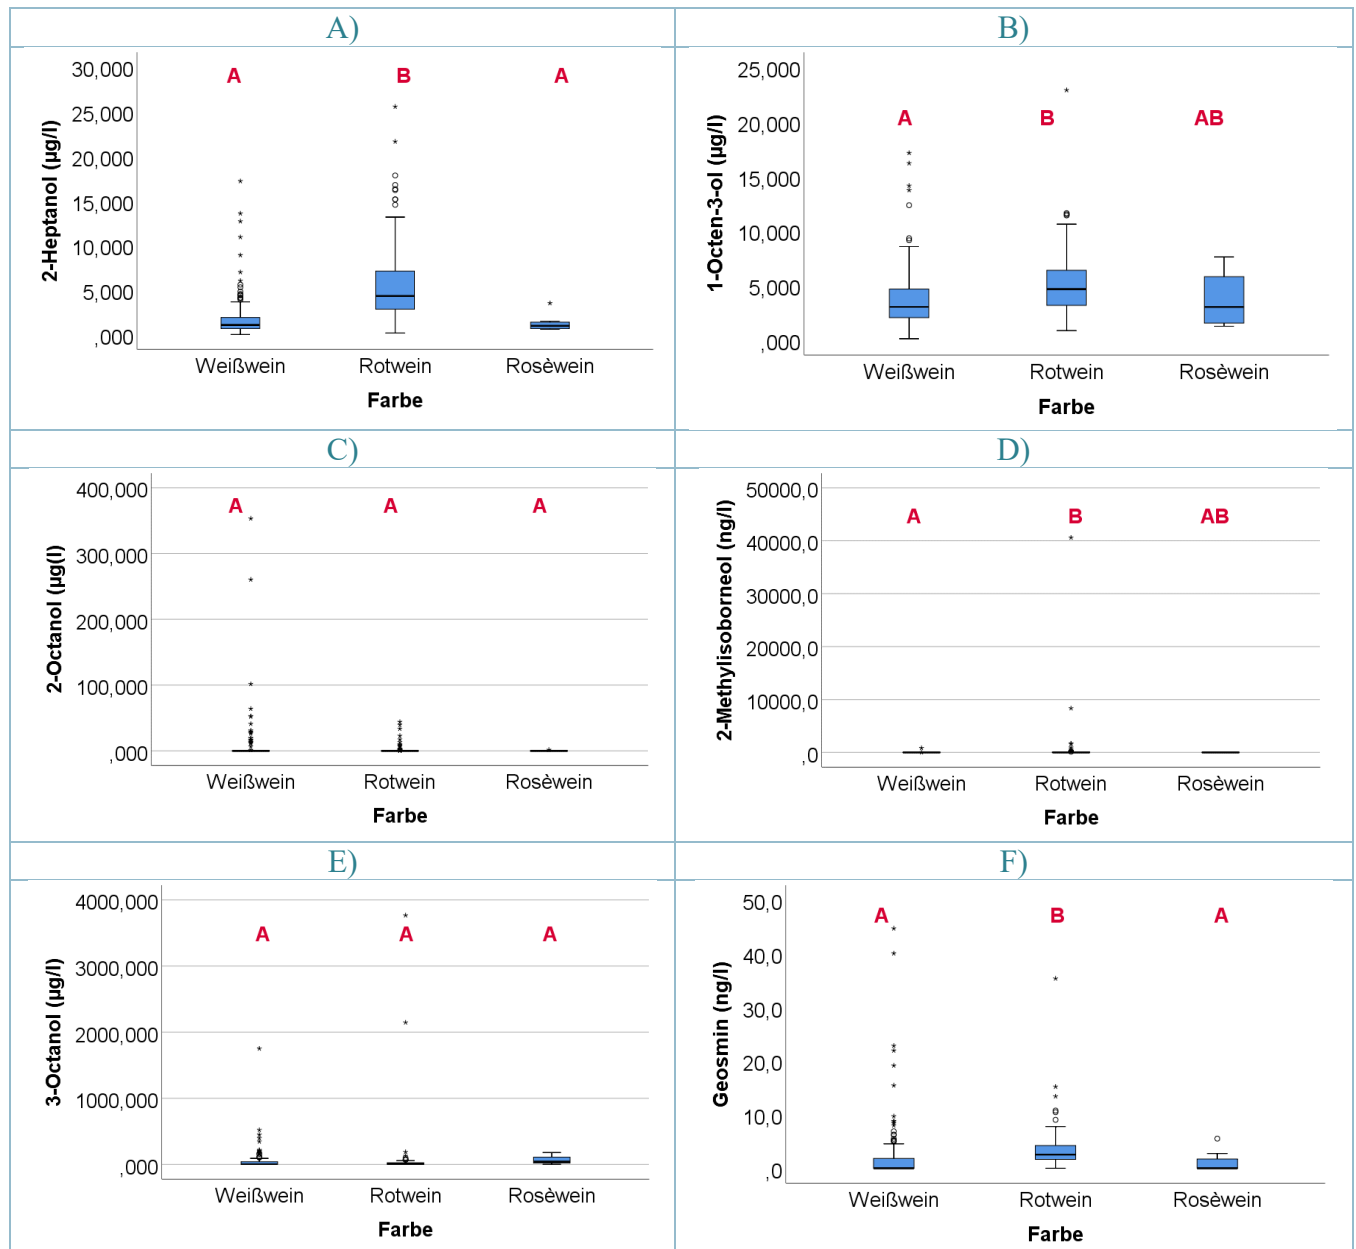 A)
B)
30,000
25,000
20,000
15,000
10,000
5,000
,000
2-Heptanol (µg/l)
A B A
Weißwein Rotwein Rosèwein
Farbe
25,000
20,000
15,000
10,000
5,000
,000
1-Octen-3-ol (µg/l)
A B AB
Weißwein Rotwein Rosèwein
Farbe
C)
D)
400,000
300,000
200,000
100,000
,000
2-Octanol (µg(l)
A A A
Weißwein Rotwein Rosèwein
Farbe
50000,0
40000,0
30000,0
20000,0
10000,0
,0
2-Methylisoborneol (ng/l)
A B AB
Weißwein Rotwein Rosèwein
Farbe
E)
F)
4000,000
3000,000
2000,000
1000,000
,000
3-Octanol (µg/l)
A A A
Weißwein Rotwein Rosèwein
Farbe
50,0
40,0
30,0
20,0
10,0
,0
Geosmin (ng/l)
A B A
Weißwein Rotwein Rosèwein
Farbe